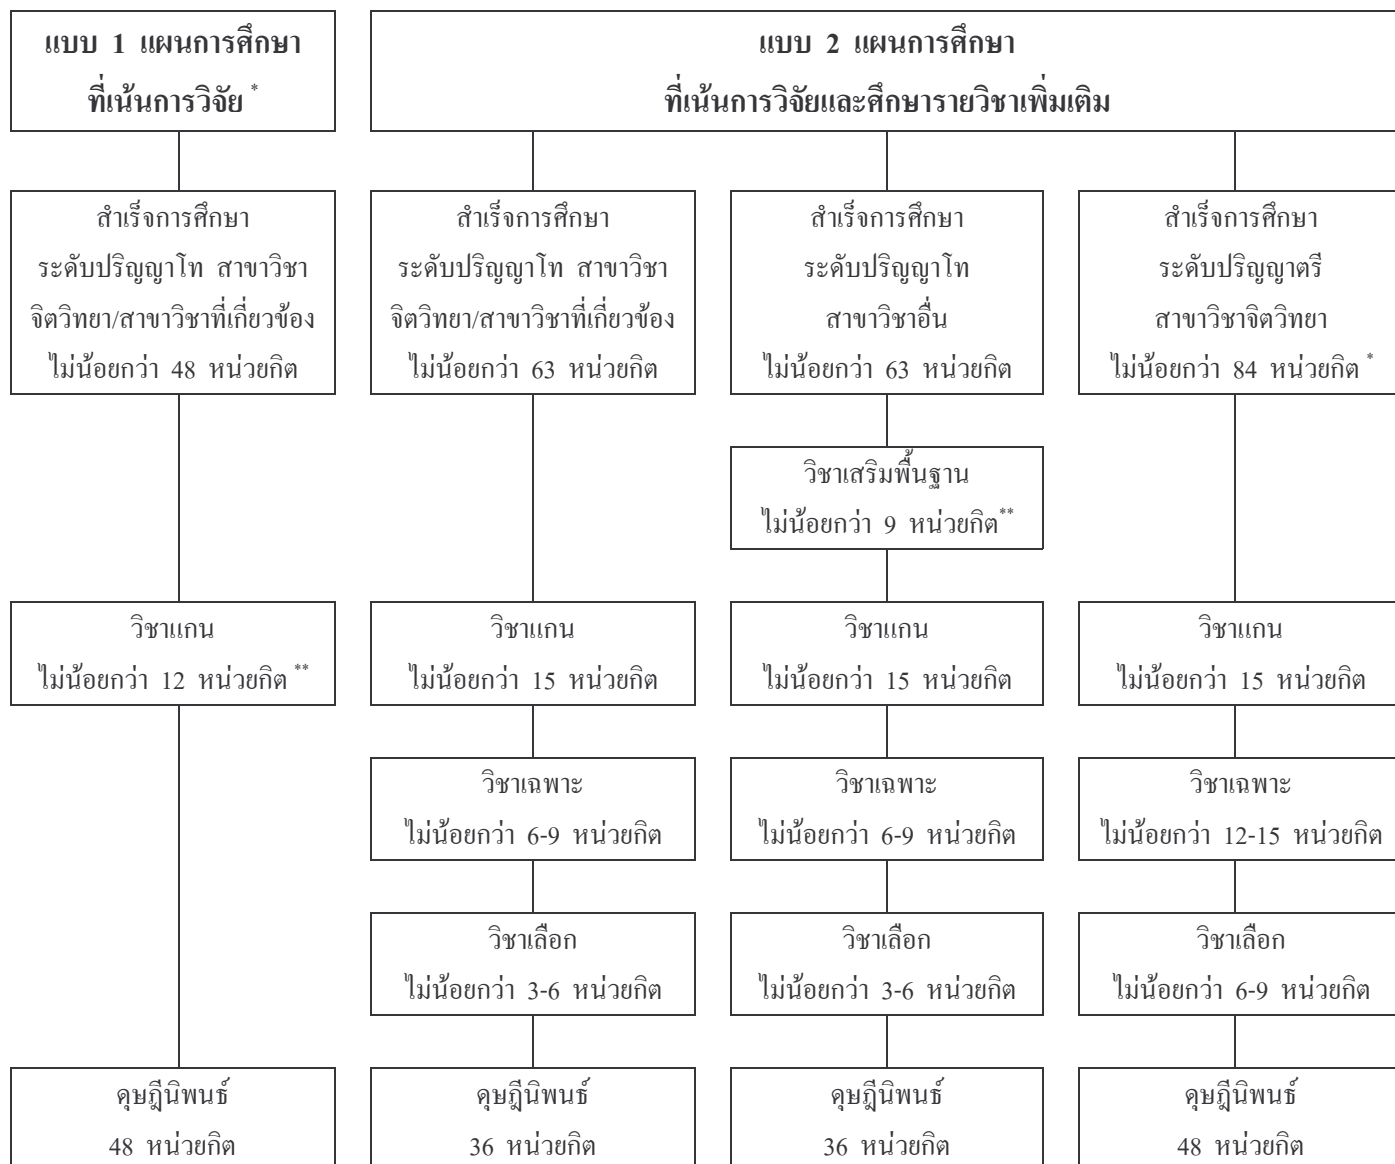 แบบ 1 แผนการศึกษา
ที่เน้นการวิจัย *
แบบ 2 แผนการศึกษา
ที่เน้นการวิจัยและศึกษารายวิชาเพิ่มเติม
สำเร็จการศึกษา
ระดับปริญญาโท สาขาวิชา
จิตวิทยา/สาขาวิชาที่เกี่ยวข้อง
ไม่น้อยกว่า 48 หน่วยกิต
สำเร็จการศึกษา
ระดับปริญญาโท สาขาวิชา
จิตวิทยา/สาขาวิชาที่เกี่ยวข้อง
ไม่น้อยกว่า 63 หน่วยกิต
สำเร็จการศึกษา
ระดับปริญญาโท
สาขาวิชาอื่น
ไม่น้อยกว่า 63 หน่วยกิต
สำเร็จการศึกษา
ระดับปริญญาตรี
สาขาวิชาจิตวิทยา
ไม่น้อยกว่า 84 หน่วยกิต *
วิชาเสริมพื้นฐาน
ไม่น้อยกว่า 9 หน่วยกิต**
วิชาแกน
ไม่น้อยกว่า 12 หน่วยกิต **
วิชาแกน
ไม่น้อยกว่า 15 หน่วยกิต
วิชาแกน
ไม่น้อยกว่า 15 หน่วยกิต
วิชาแกน
ไม่น้อยกว่า 15 หน่วยกิต
วิชาเฉพาะ
ไม่น้อยกว่า 6-9 หน่วยกิต
วิชาเฉพาะ
ไม่น้อยกว่า 6-9 หน่วยกิต
วิชาเฉพาะ
ไม่น้อยกว่า 12-15 หน่วยกิต
วิชาเลือก
ไม่น้อยกว่า 3-6 หน่วยกิต
วิชาเลือก
ไม่น้อยกว่า 3-6 หน่วยกิต
วิชาเลือก
ไม่น้อยกว่า 6-9 หน่วยกิต
ดุษฎีนิพนธ์
48 หน่วยกิต
ดุษฎีนิพนธ์
36 หน่วยกิต
ดุษฎีนิพนธ์
36 หน่วยกิต
ดุษฎีนิพนธ์
48 หน่วยกิต